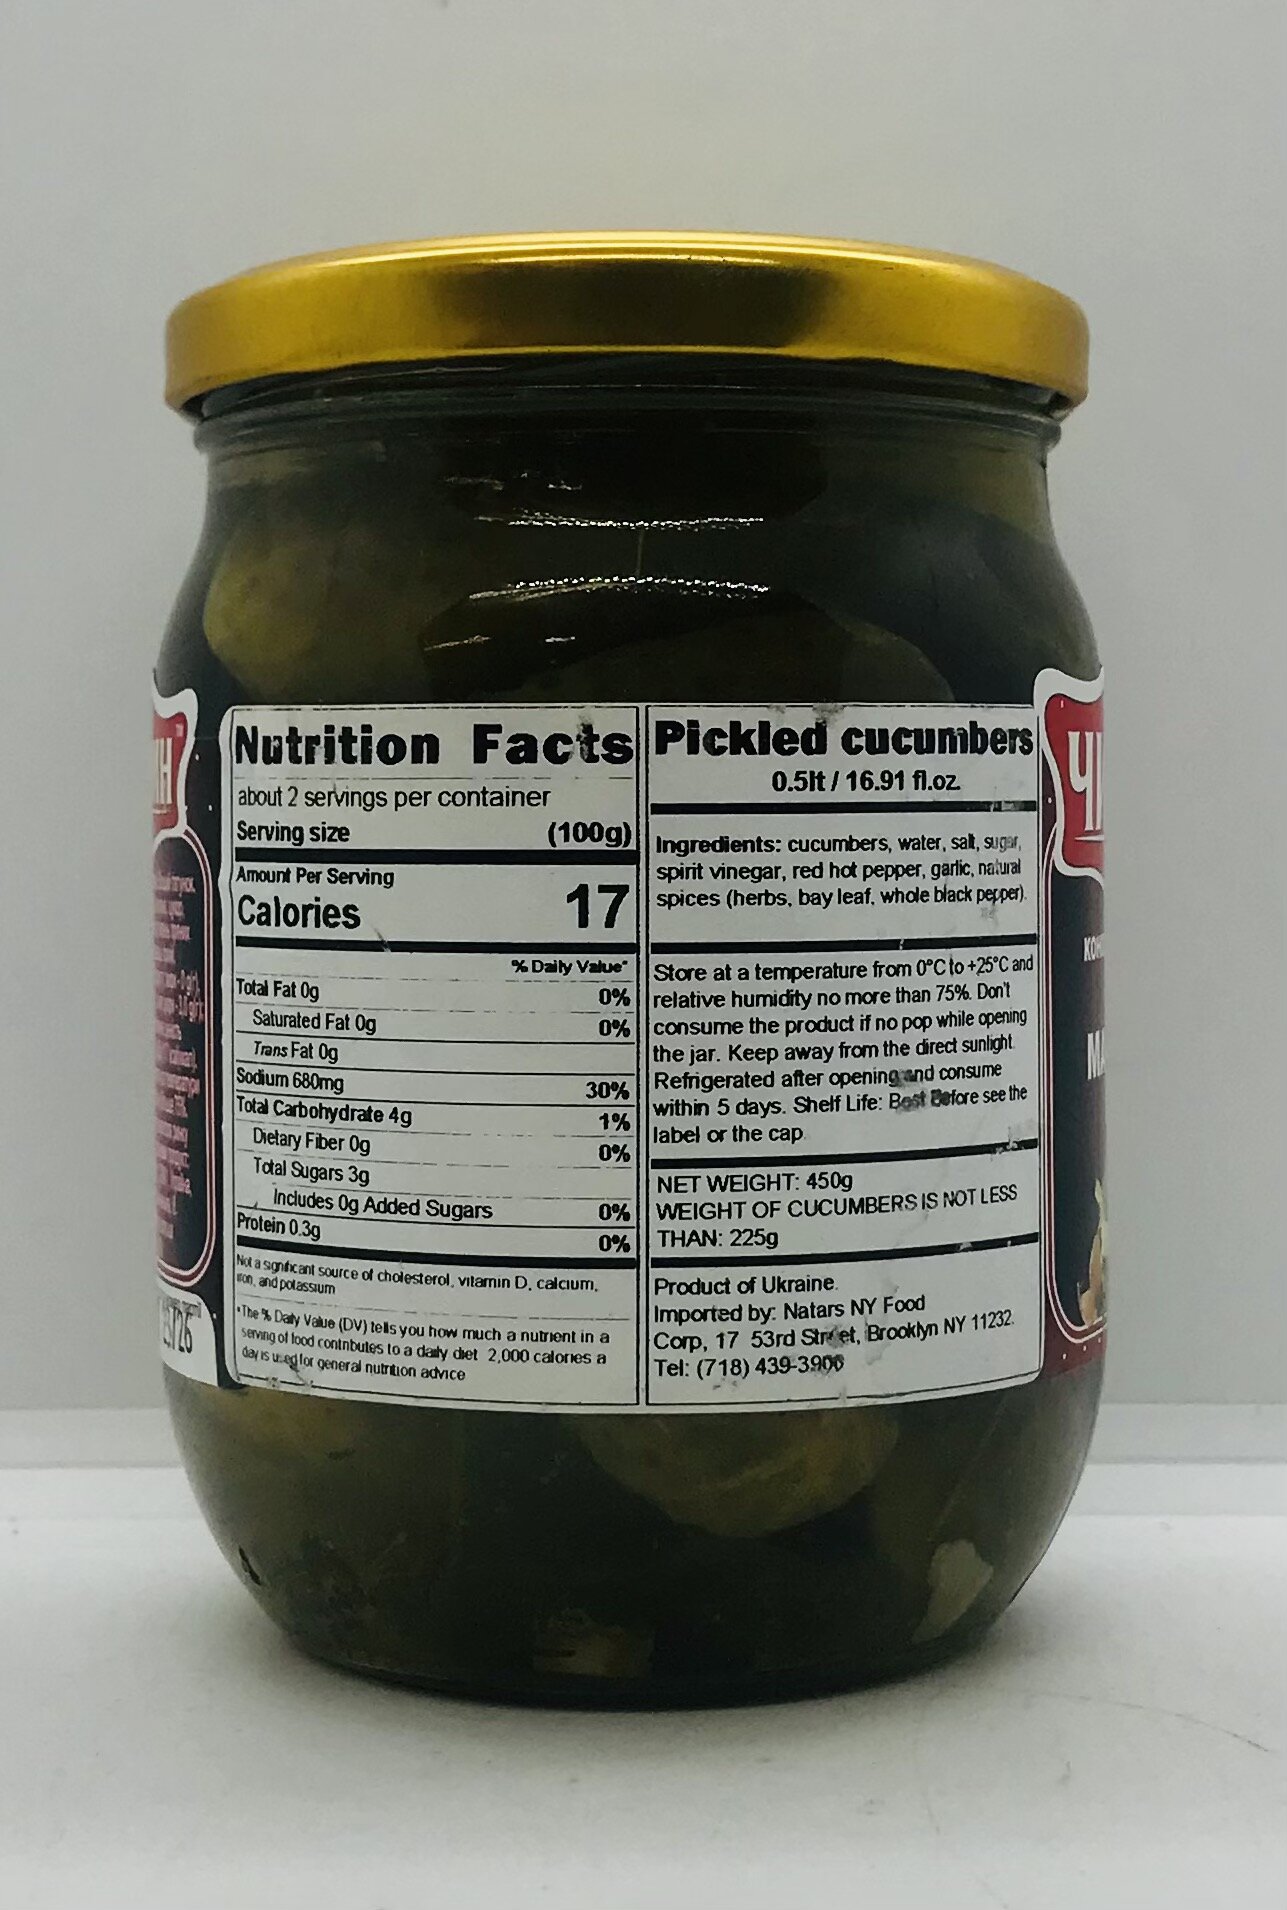 Nutrition Facts
about 2 servings per container
Serving size (100g)
Amount Per Serving
Calories 17
% Daily Value*
Total Fat 0g 0%
Saturated Fat 0g 0%
Trans Fat 0g
Sodium 680mg 30%
Total Carbohydrate 4g 1%
Dietary Fiber 0g 0%
Total Sugars 3g
Includes 0g Added Sugars 0%
Protein 0.3g 0%
Not a significant source of cholesterol, vitamin D, calcium,
iron, and potassium
*The % Daily Value (DV) tells you how much a nutrient in a
serving of food contributes to a daily diet 2,000 calories a
day is used for general nutrition advice
Pickled cucumbers
0.5lt / 16.91 fl.oz.
Ingredients: cucumbers, water, salt, sugar,
spirit vinegar, red hot pepper, garlic, natural
spices (herbs, bay leaf, whole black pepper).
Store at a temperature from 0°C to +25°C and
relative humidity no more than 75%. Don't
consume the product if no pop while opening
the jar. Keep away from the direct sunlight.
Refrigerated after opening and consume
within 5 days. Shelf Life: Best Before see the
label or the cap.
NET WEIGHT: 450g
WEIGHT OF CUCUMBERS IS NOT LESS
THAN: 225g
Product of Ukraine.
Imported by: Natars NY Food
Corp, 17 53rd Street, Brooklyn NY 11232.
Tel: (718) 439-3900